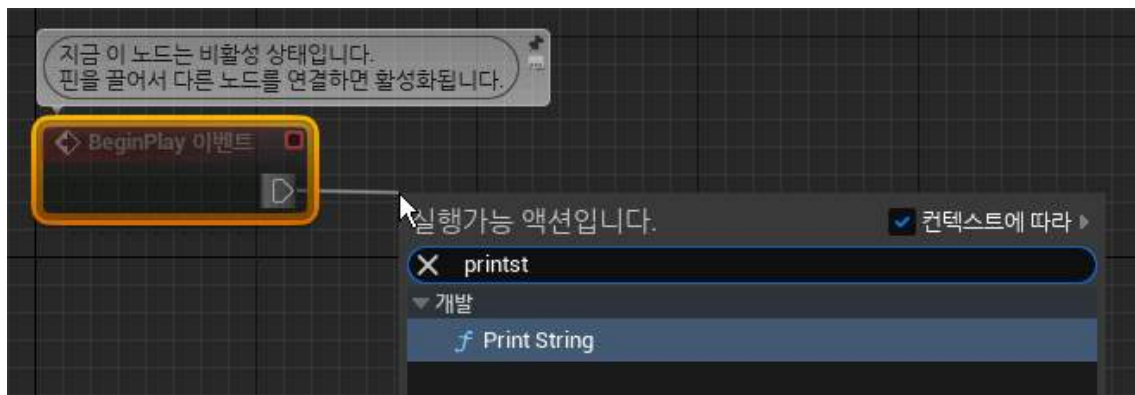 지금 이 노드는 비활성 상태입니다.
핀을 끌어서 다른 노드를 연결하면 활성화됩니다.
BeginPlay 이벤트
실행가능 액션입니다.
컨텍스트에 따라
printst
개발
f Print String